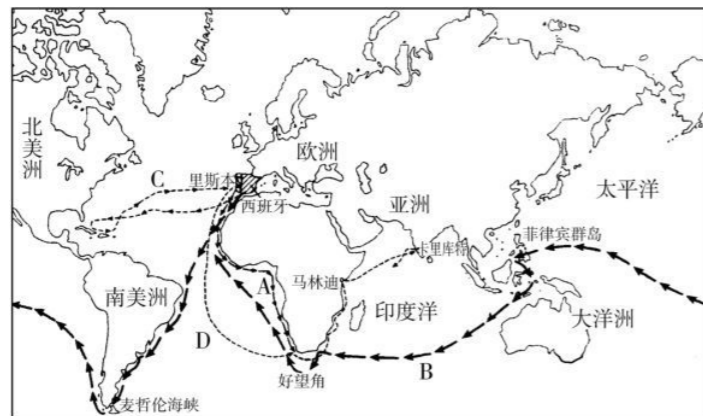 北美洲
欧洲
里斯本
C
西班牙
亚洲
太平洋
卡里库特
菲律宾群岛
A
马林迪
南美洲
印度洋
大洋洲
D
B
好望角
麦哲伦海峡